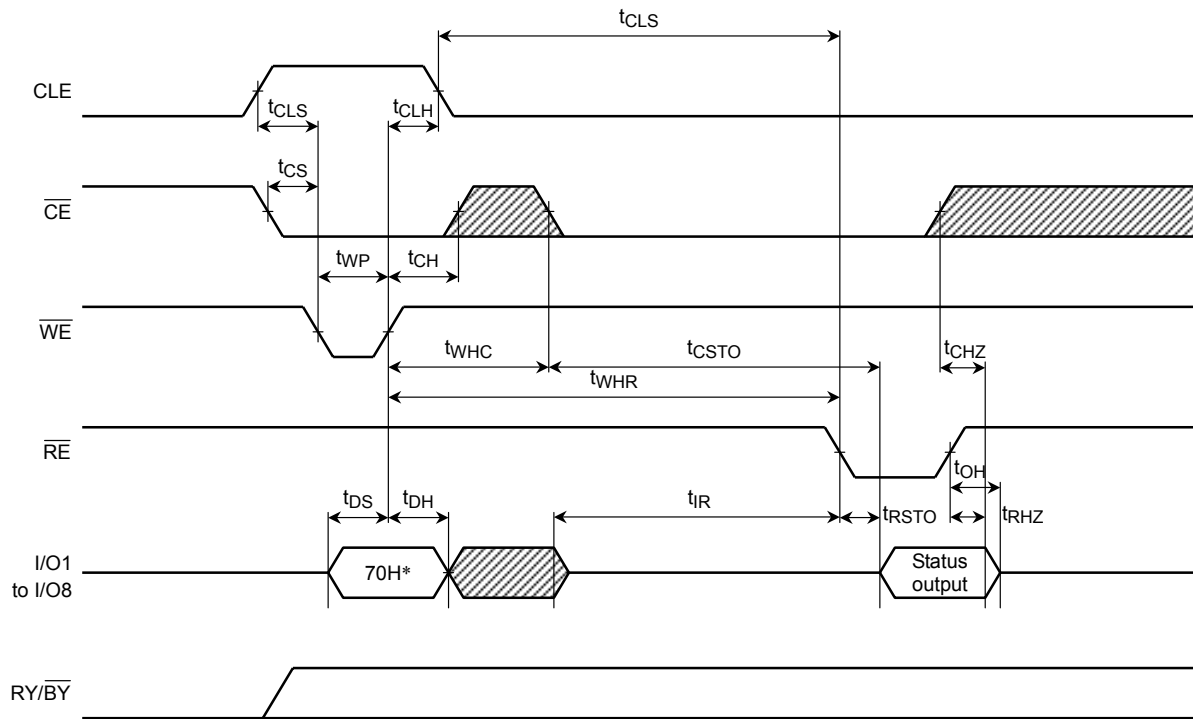 tCLS
CLE
tCLS
tCLH
tCS
CE
tWP
tCH
WE
tWHC
tCSTO
tCHZ
tWHR
RE
tOH
tDS
tDH
tIR
tRSTO
tRHZ
I/O1
to I/O8
70H*
Status
output
RY/BY